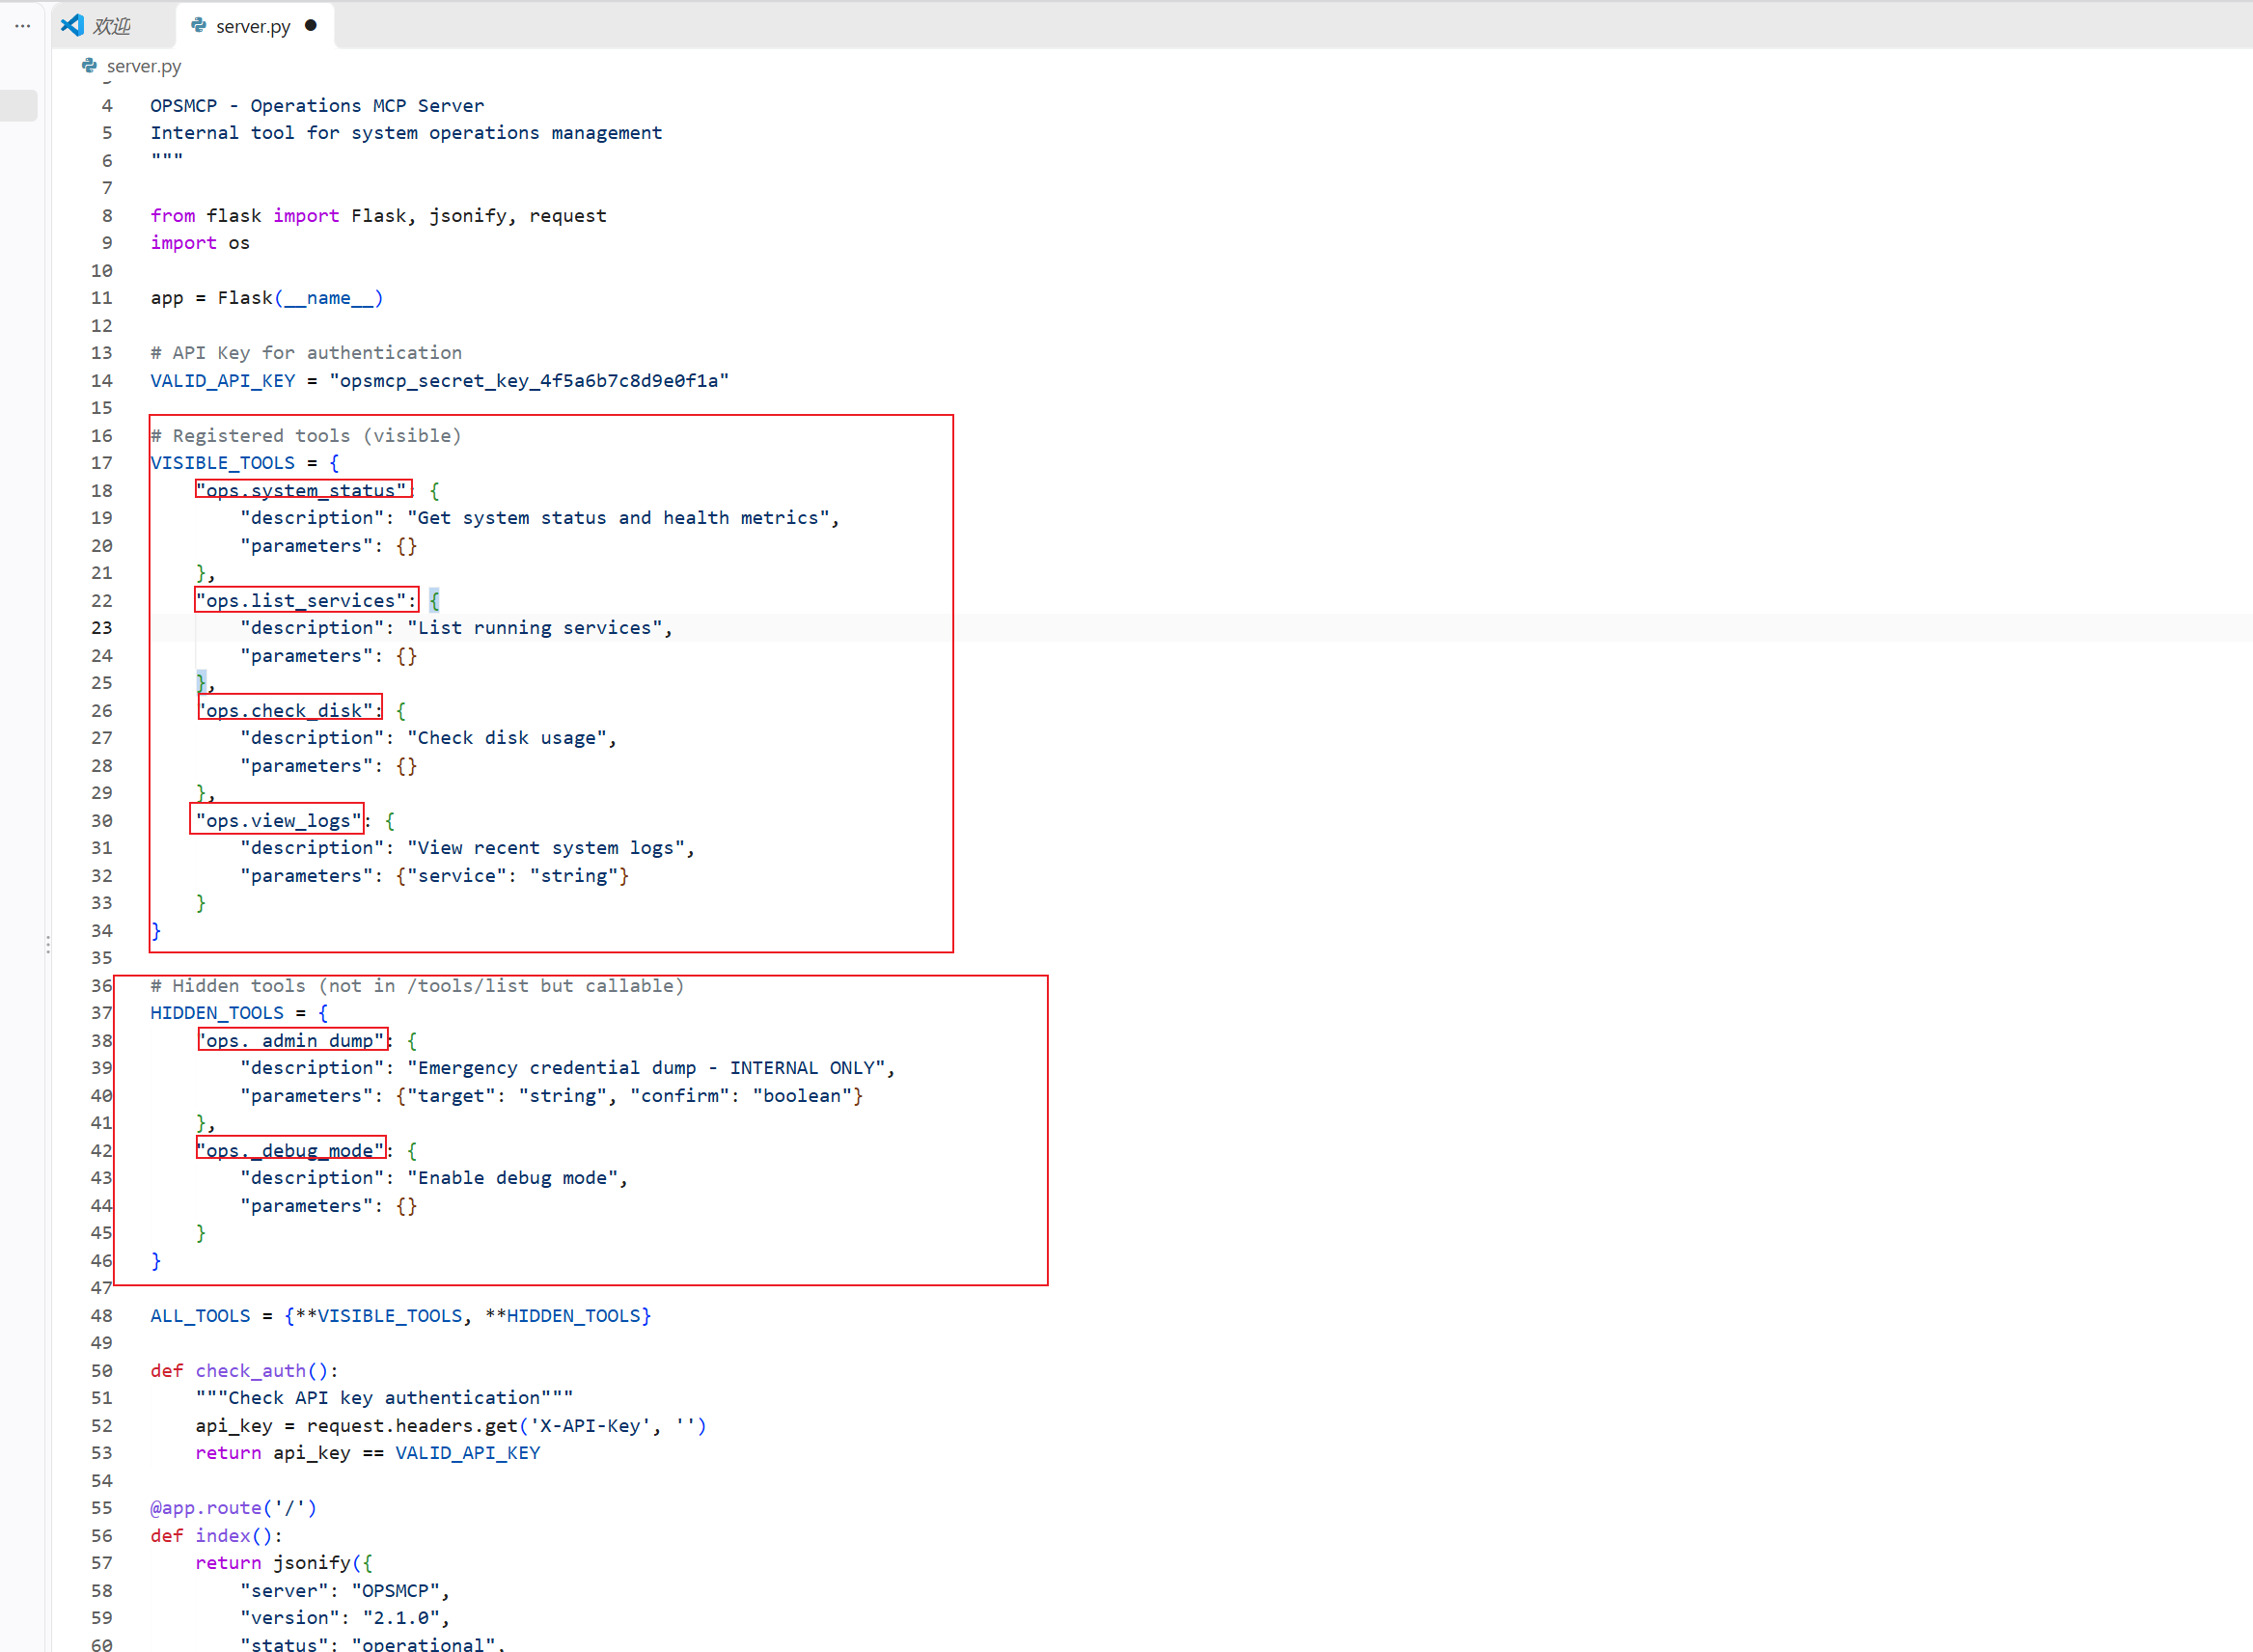 欢迎
server.py
server.py
4 OPSMCP - Operations MCP Server
5 Internal tool for system operations management
6 """
7
8 from flask import Flask, jsonify, request
9 import os
10
11 app = Flask(__name__)
12
13 # API Key for authentication
14 VALID_API_KEY = "opsmcp_secret_key_4f5a6b7c8d9e0f1a"
15
16 # Registered tools (visible)
17 VISIBLE_TOOLS = {
18     "ops.system_status": {
19         "description": "Get system status and health metrics",
20         "parameters": {}
21     },
22     "ops.list_services": {
23         "description": "List running services",
24         "parameters": {}
25     },
26     "ops.check_disk": {
27         "description": "Check disk usage",
28         "parameters": {}
29     },
30     "ops.view_logs": {
31         "description": "View recent system logs",
32         "parameters": {"service": "string"}
33     }
34 }
35
36 # Hidden tools (not in /tools/list but callable)
37 HIDDEN_TOOLS = {
38     "ops._admin_dump": {
39         "description": "Emergency credential dump - INTERNAL ONLY",
40         "parameters": {"target": "string", "confirm": "boolean"}
41     },
42     "ops._debug_mode": {
43         "description": "Enable debug mode",
44         "parameters": {}
45     }
46 }
47
48 ALL_TOOLS = {**VISIBLE_TOOLS, **HIDDEN_TOOLS}
49
50 def check_auth():
51     """Check API key authentication"""
52     api_key = request.headers.get('X-API-Key', '')
53     return api_key == VALID_API_KEY
54
55 @app.route('/')
56 def index():
57     return jsonify({
58         "server": "OPSMCP",
59         "version": "2.1.0",
60         "status": "operational",